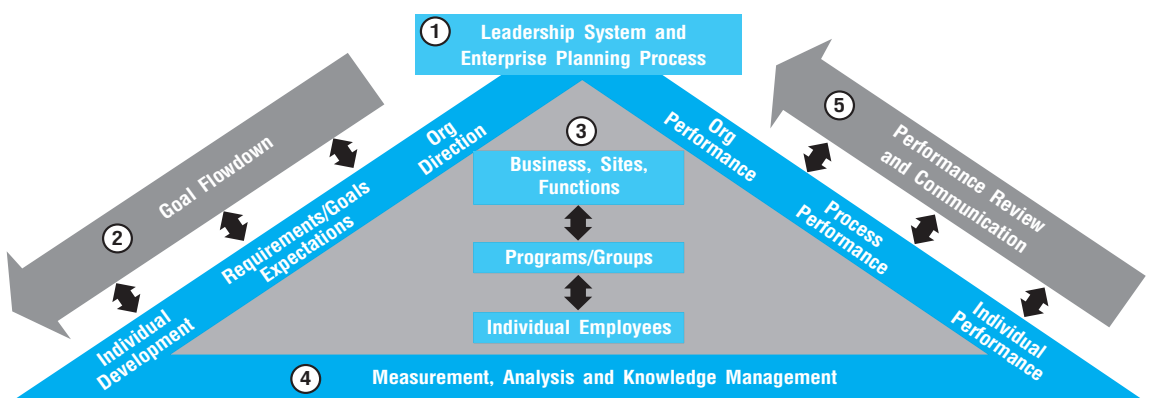 1
Leadership System and
Enterprise Planning Process
2
Goal Flowdown
Org
Direction
Requirements/Goals
Expectations
Individual
Development
3
Business, Sites,
Functions
Programs/Groups
Individual Employees
Org
Performance
Process
Performance
Individual
Performance
5
Performance Review
and Communication
4
Measurement, Analysis and Knowledge Management